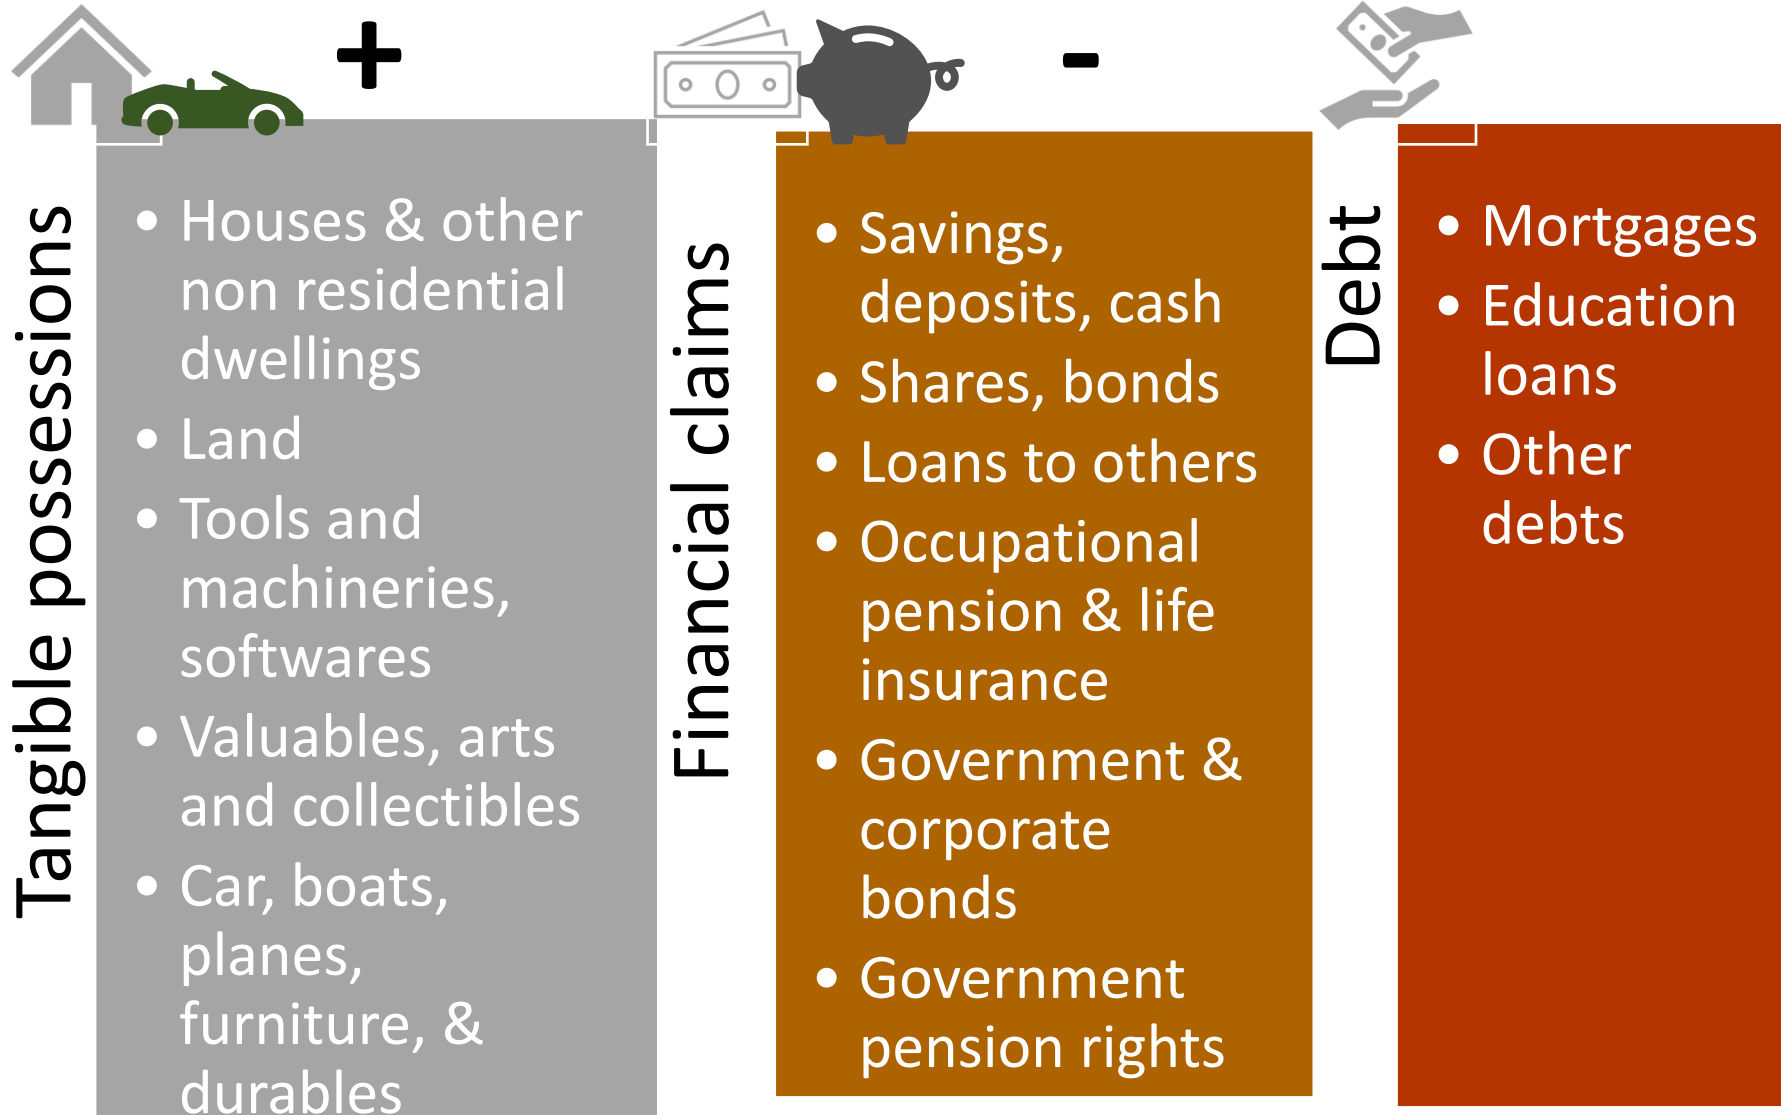 +
-
Tangible possessions
• Houses & other
non residential
dwellings
• Land
• Tools and
machineries,
softwares
• Valuables, arts
and collectibles
• Car, boats,
planes,
furniture, &
durables
Financial claims
• Savings,
deposits, cash
• Shares, bonds
• Loans to others
• Occupational
pension & life
insurance
• Government &
corporate
bonds
• Government
pension rights
Debt
• Mortgages
• Education
loans
• Other
debts